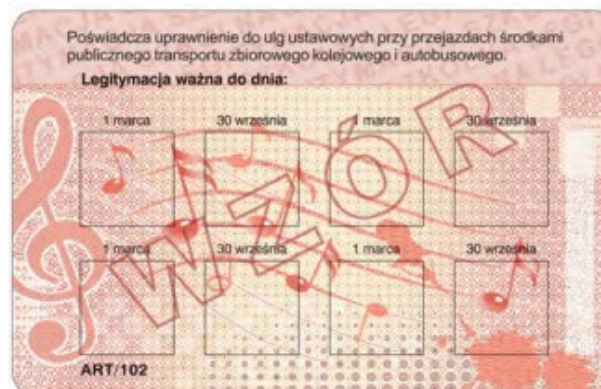 Poświadcza uprawnienie do ulg ustawowych przy przejazdach środkami
publicznego transportu zbiorowego kolejowego i autobusowego.
Legitymacja ważna do dnia:
1 marca 30 września 1 marca 30 września
WZÓR
1 marca 30 września 1 marca 30 września
ART/102